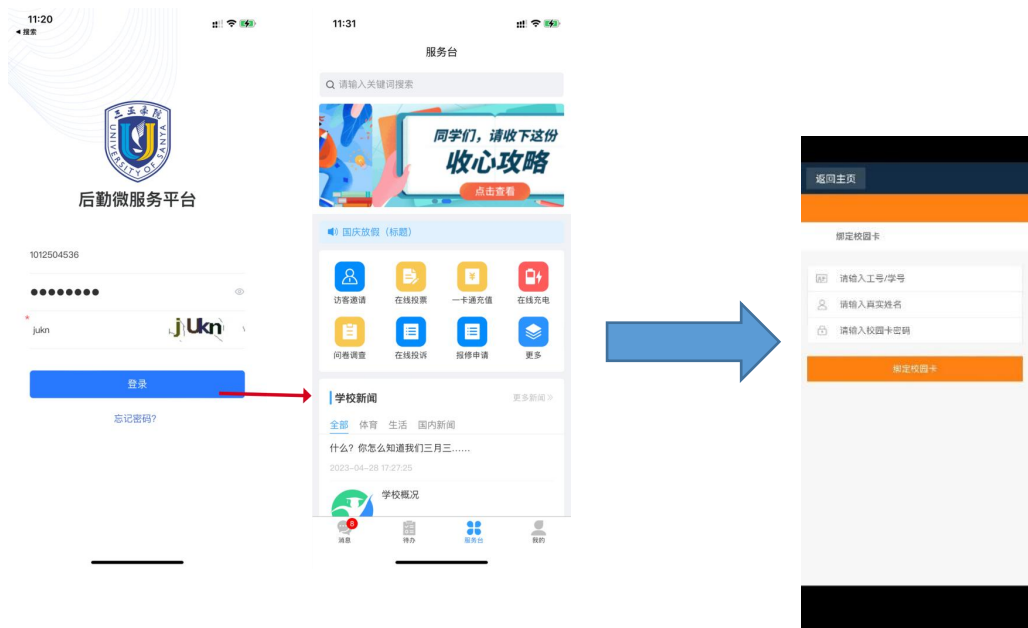 11:20
搜索
三亚学院
UNIVERSITY OF SANYA
后勤微服务平台
1012504536
jukn
jUkn
登录
忘记密码?
11:31
服务台
请输入关键词搜索
同学们，请收下这份
收心攻略
点击查看
国庆放假（标题）
访客邀请 在线投票 一卡通充值 在线充电
问卷调查 在线投诉 报修申请 更多
学校新闻 更多新闻
全部 体育 生活 国内新闻
什么？你怎么知道我们三月三……
2023-04-28 17:27:25
学校概况
8
消息 待办 服务台 我的
返回主页
绑定校园卡
请输入工号/学号
请输入真实姓名
请输入校园卡密码
绑定校园卡